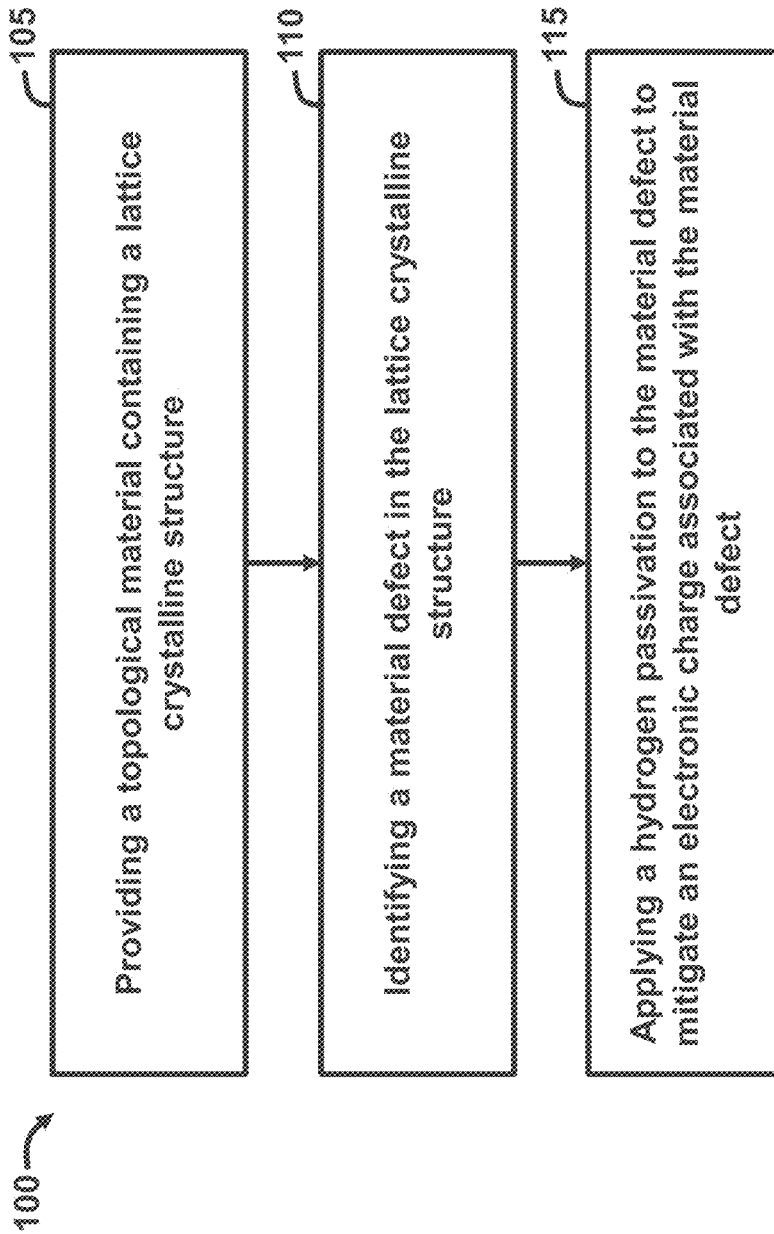 100
105
Providing a topological material containing a lattice
crystalline structure
110
Identifying a material defect in the lattice crystalline
structure
115
Applying a hydrogen passivation to the material defect to
mitigate an electronic charge associated with the material
defect